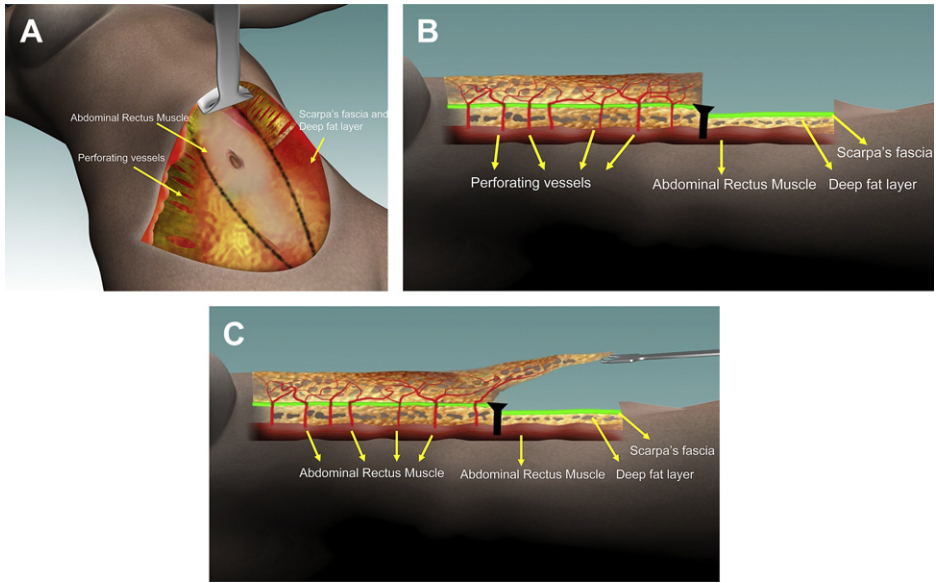 A
Abdominal Rectus Muscle
Scarpa's fascia and
Deep fat layer
Perforating vessels
B
Scarpa's fascia
Perforating vessels
Abdominal Rectus Muscle
Deep fat layer
C
Scarpa's fascia
Abdominal Rectus Muscle
Abdominal Rectus Muscle
Deep fat layer